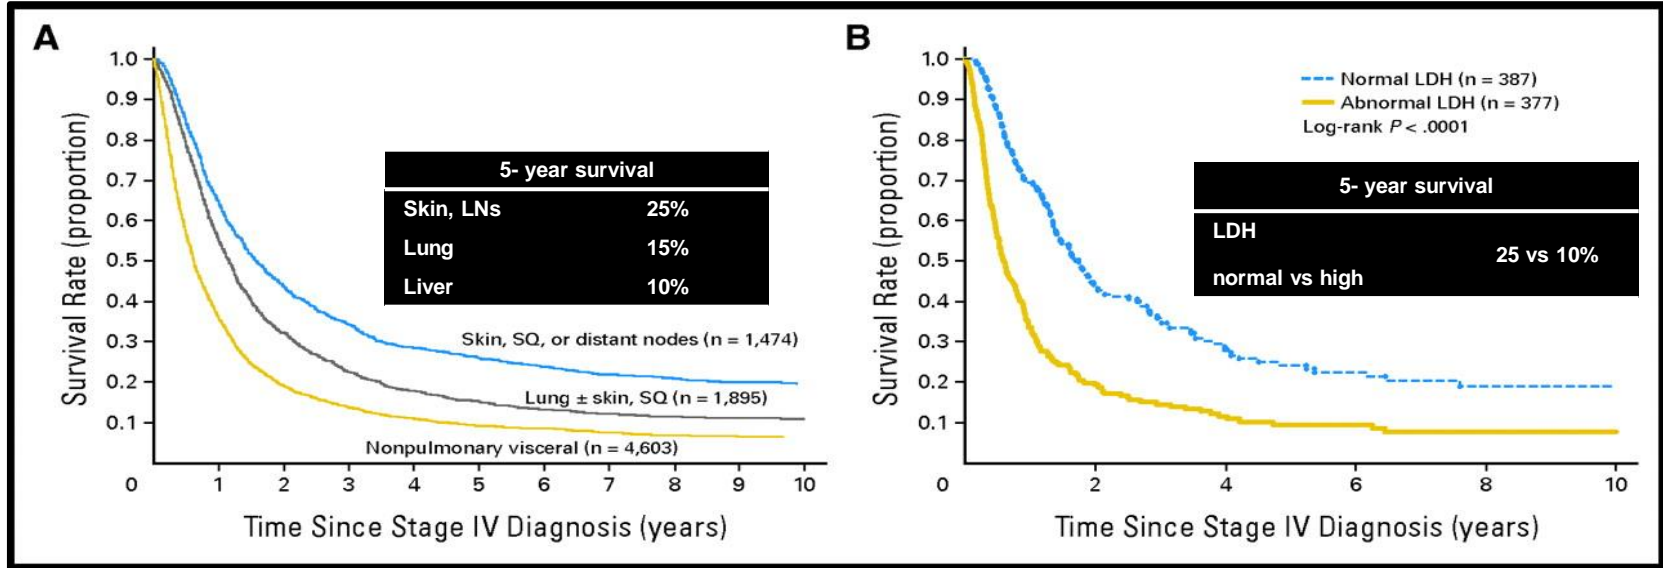 A
Survival Rate (proportion)
1.0
0.9
0.8
0.7
0.6
0.5
0.4
0.3
0.2
0.1
0
1
2
3
4
5
6
7
8
9
10
Time Since Stage IV Diagnosis (years)
5- year survival
Skin, LNs 25%
Lung 15%
Liver 10%
Skin, SQ, or distant nodes (n = 1,474)
Lung ± skin, SQ (n = 1,895)
Nonpulmonary visceral (n = 4,603)
B
Survival Rate (proportion)
1.0
0.9
0.8
0.7
0.6
0.5
0.4
0.3
0.2
0.1
0
2
4
6
8
10
Time Since Stage IV Diagnosis (years)
Normal LDH (n = 387)
Abnormal LDH (n = 377)
Log-rank P < .0001
5- year survival
LDH
25 vs 10%
normal vs high